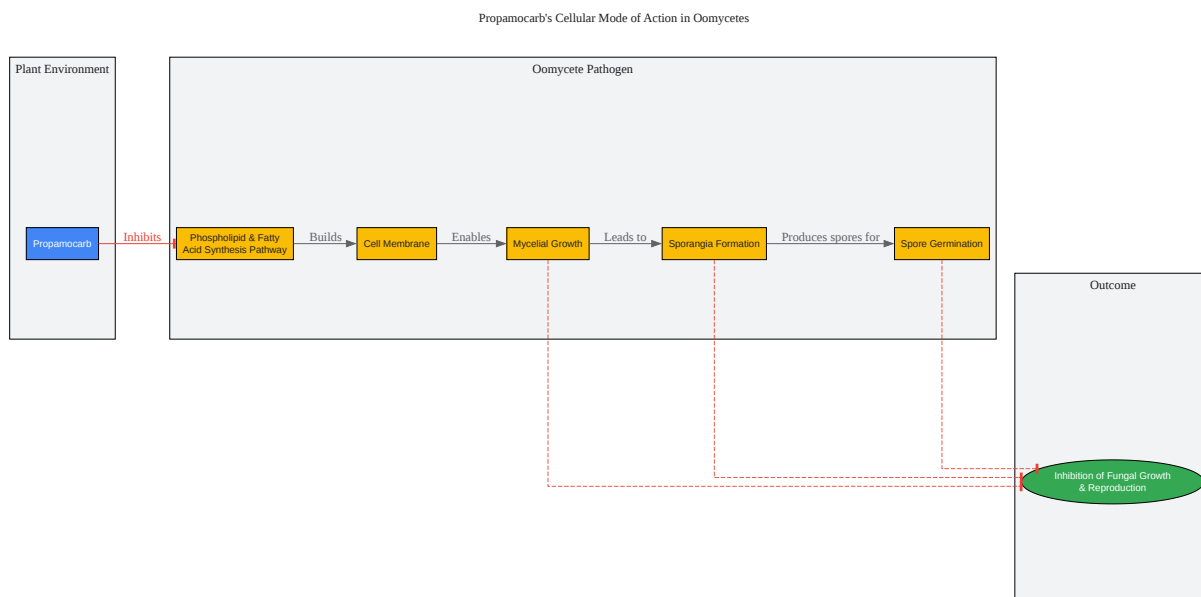 Propamocarb's Cellular Mode of Action in Oomycetes
Plant Environment
Oomycete Pathogen
Propamocarb
Inhibits
Phospholipid & Fatty
Acid Synthesis Pathway
Builds
Cell Membrane
Enables
Mycelial Growth
Leads to
Sporangia Formation
Produces spores for
Spore Germination
Outcome
Inhibition of Fungal Growth
& Reproduction